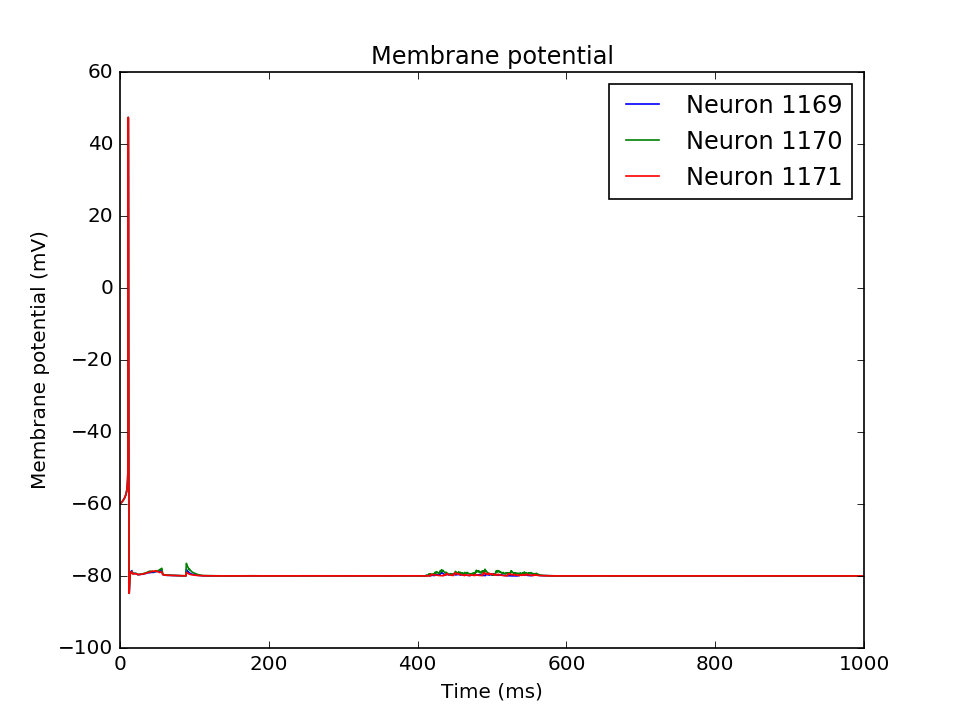 Membrane potential
60
40
20
0
−20
−40
−60
−80
−100
Membrane potential (mV)
Neuron 1169
Neuron 1170
Neuron 1171
0 200 400 600 800 1000
Time (ms)